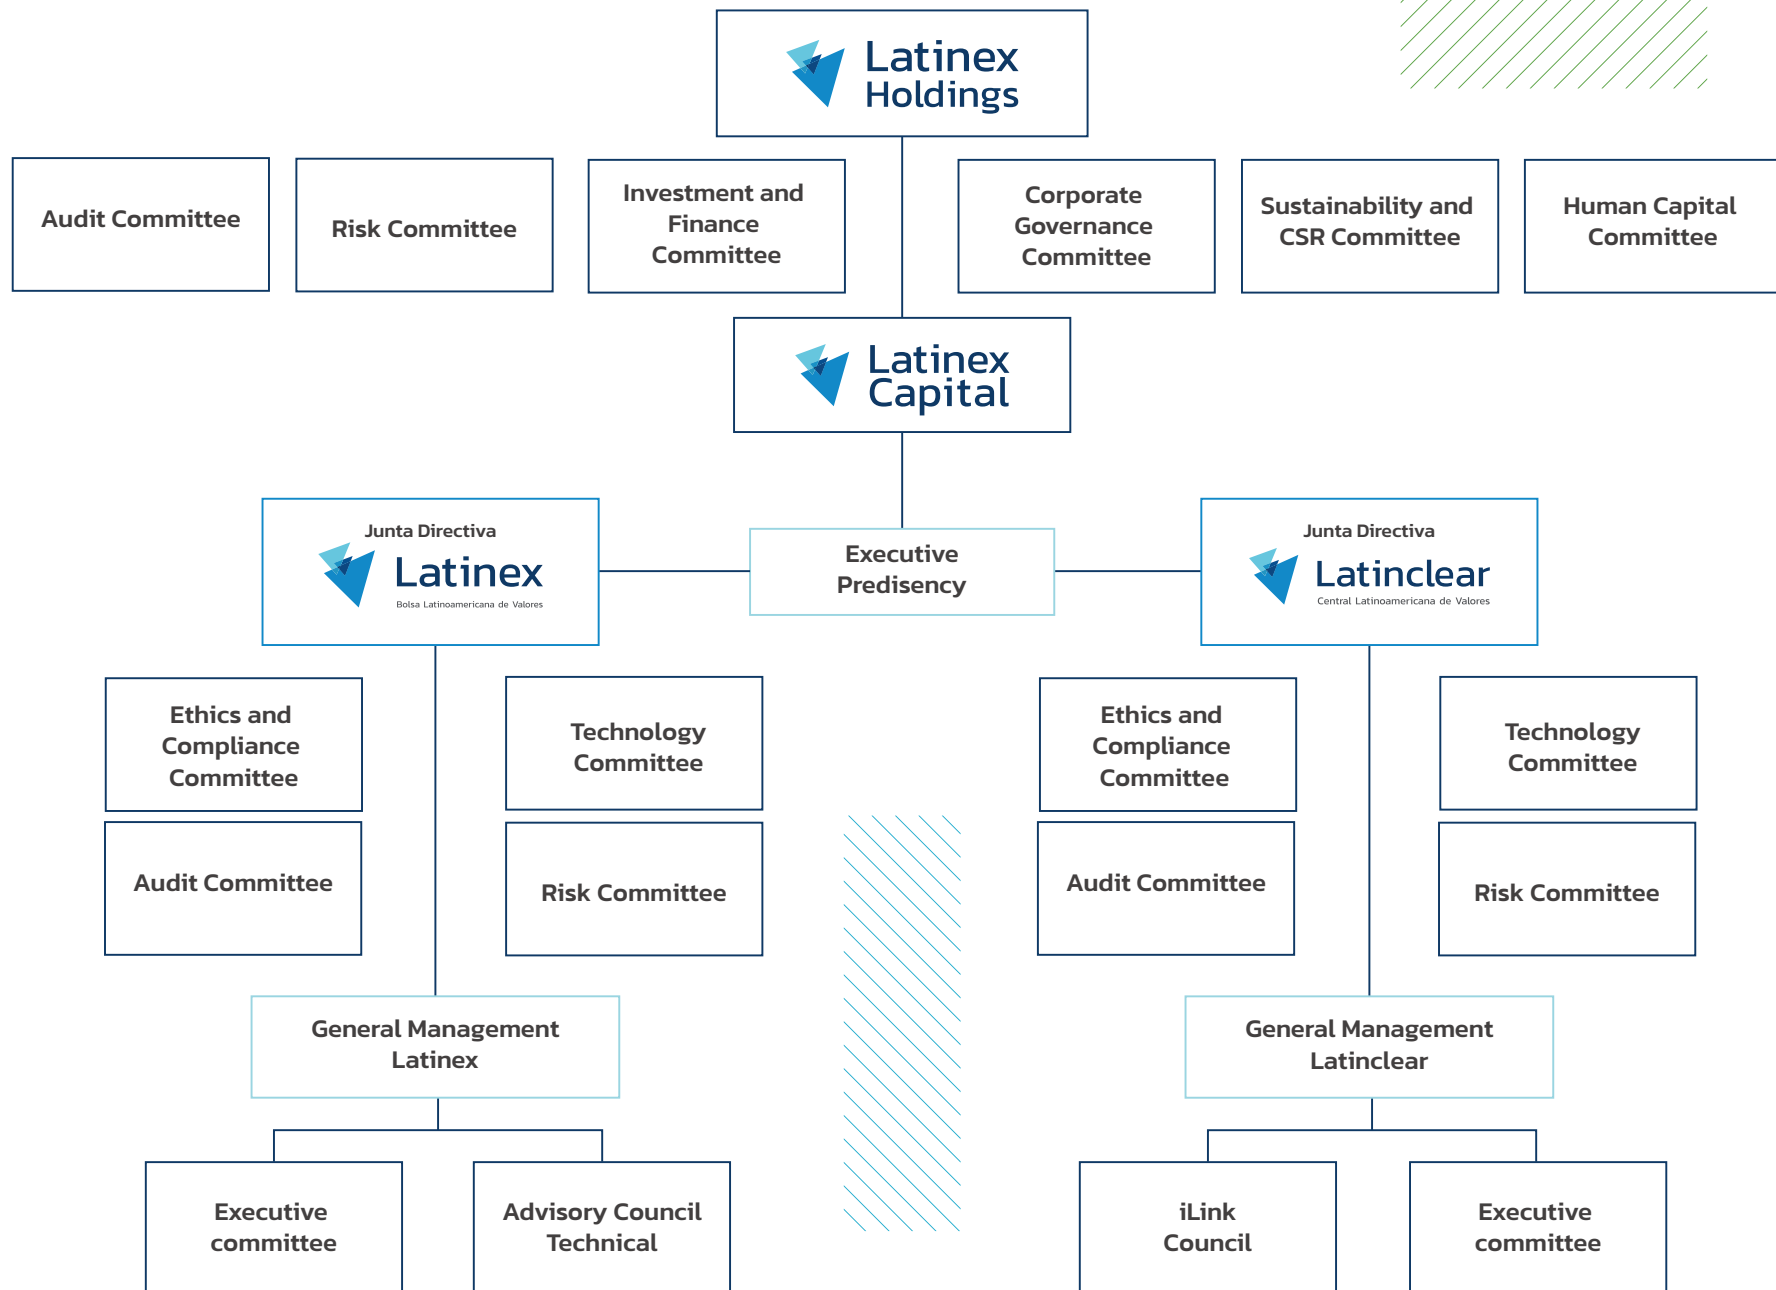 Latinex
Holdings
Audit Committee
Risk Committee
Investment and
Finance
Committee
Corporate
Governance
Committee
Sustainability and
CSR Committee
Human Capital
Committee
Latinex
Capital
Junta Directiva
Latinex
Bolsa Latinoamericana de Valores
Executive
Predisency
Junta Directiva
Latinclear
Central Latinoamericana de Valores
Ethics and
Compliance
Committee
Technology
Committee
Ethics and
Compliance
Committee
Technology
Committee
Audit Committee
Risk Committee
Audit Committee
Risk Committee
General Management
Latinex
General Management
Latinclear
Executive
committee
Advisory Council
Technical
iLink
Council
Executive
committee